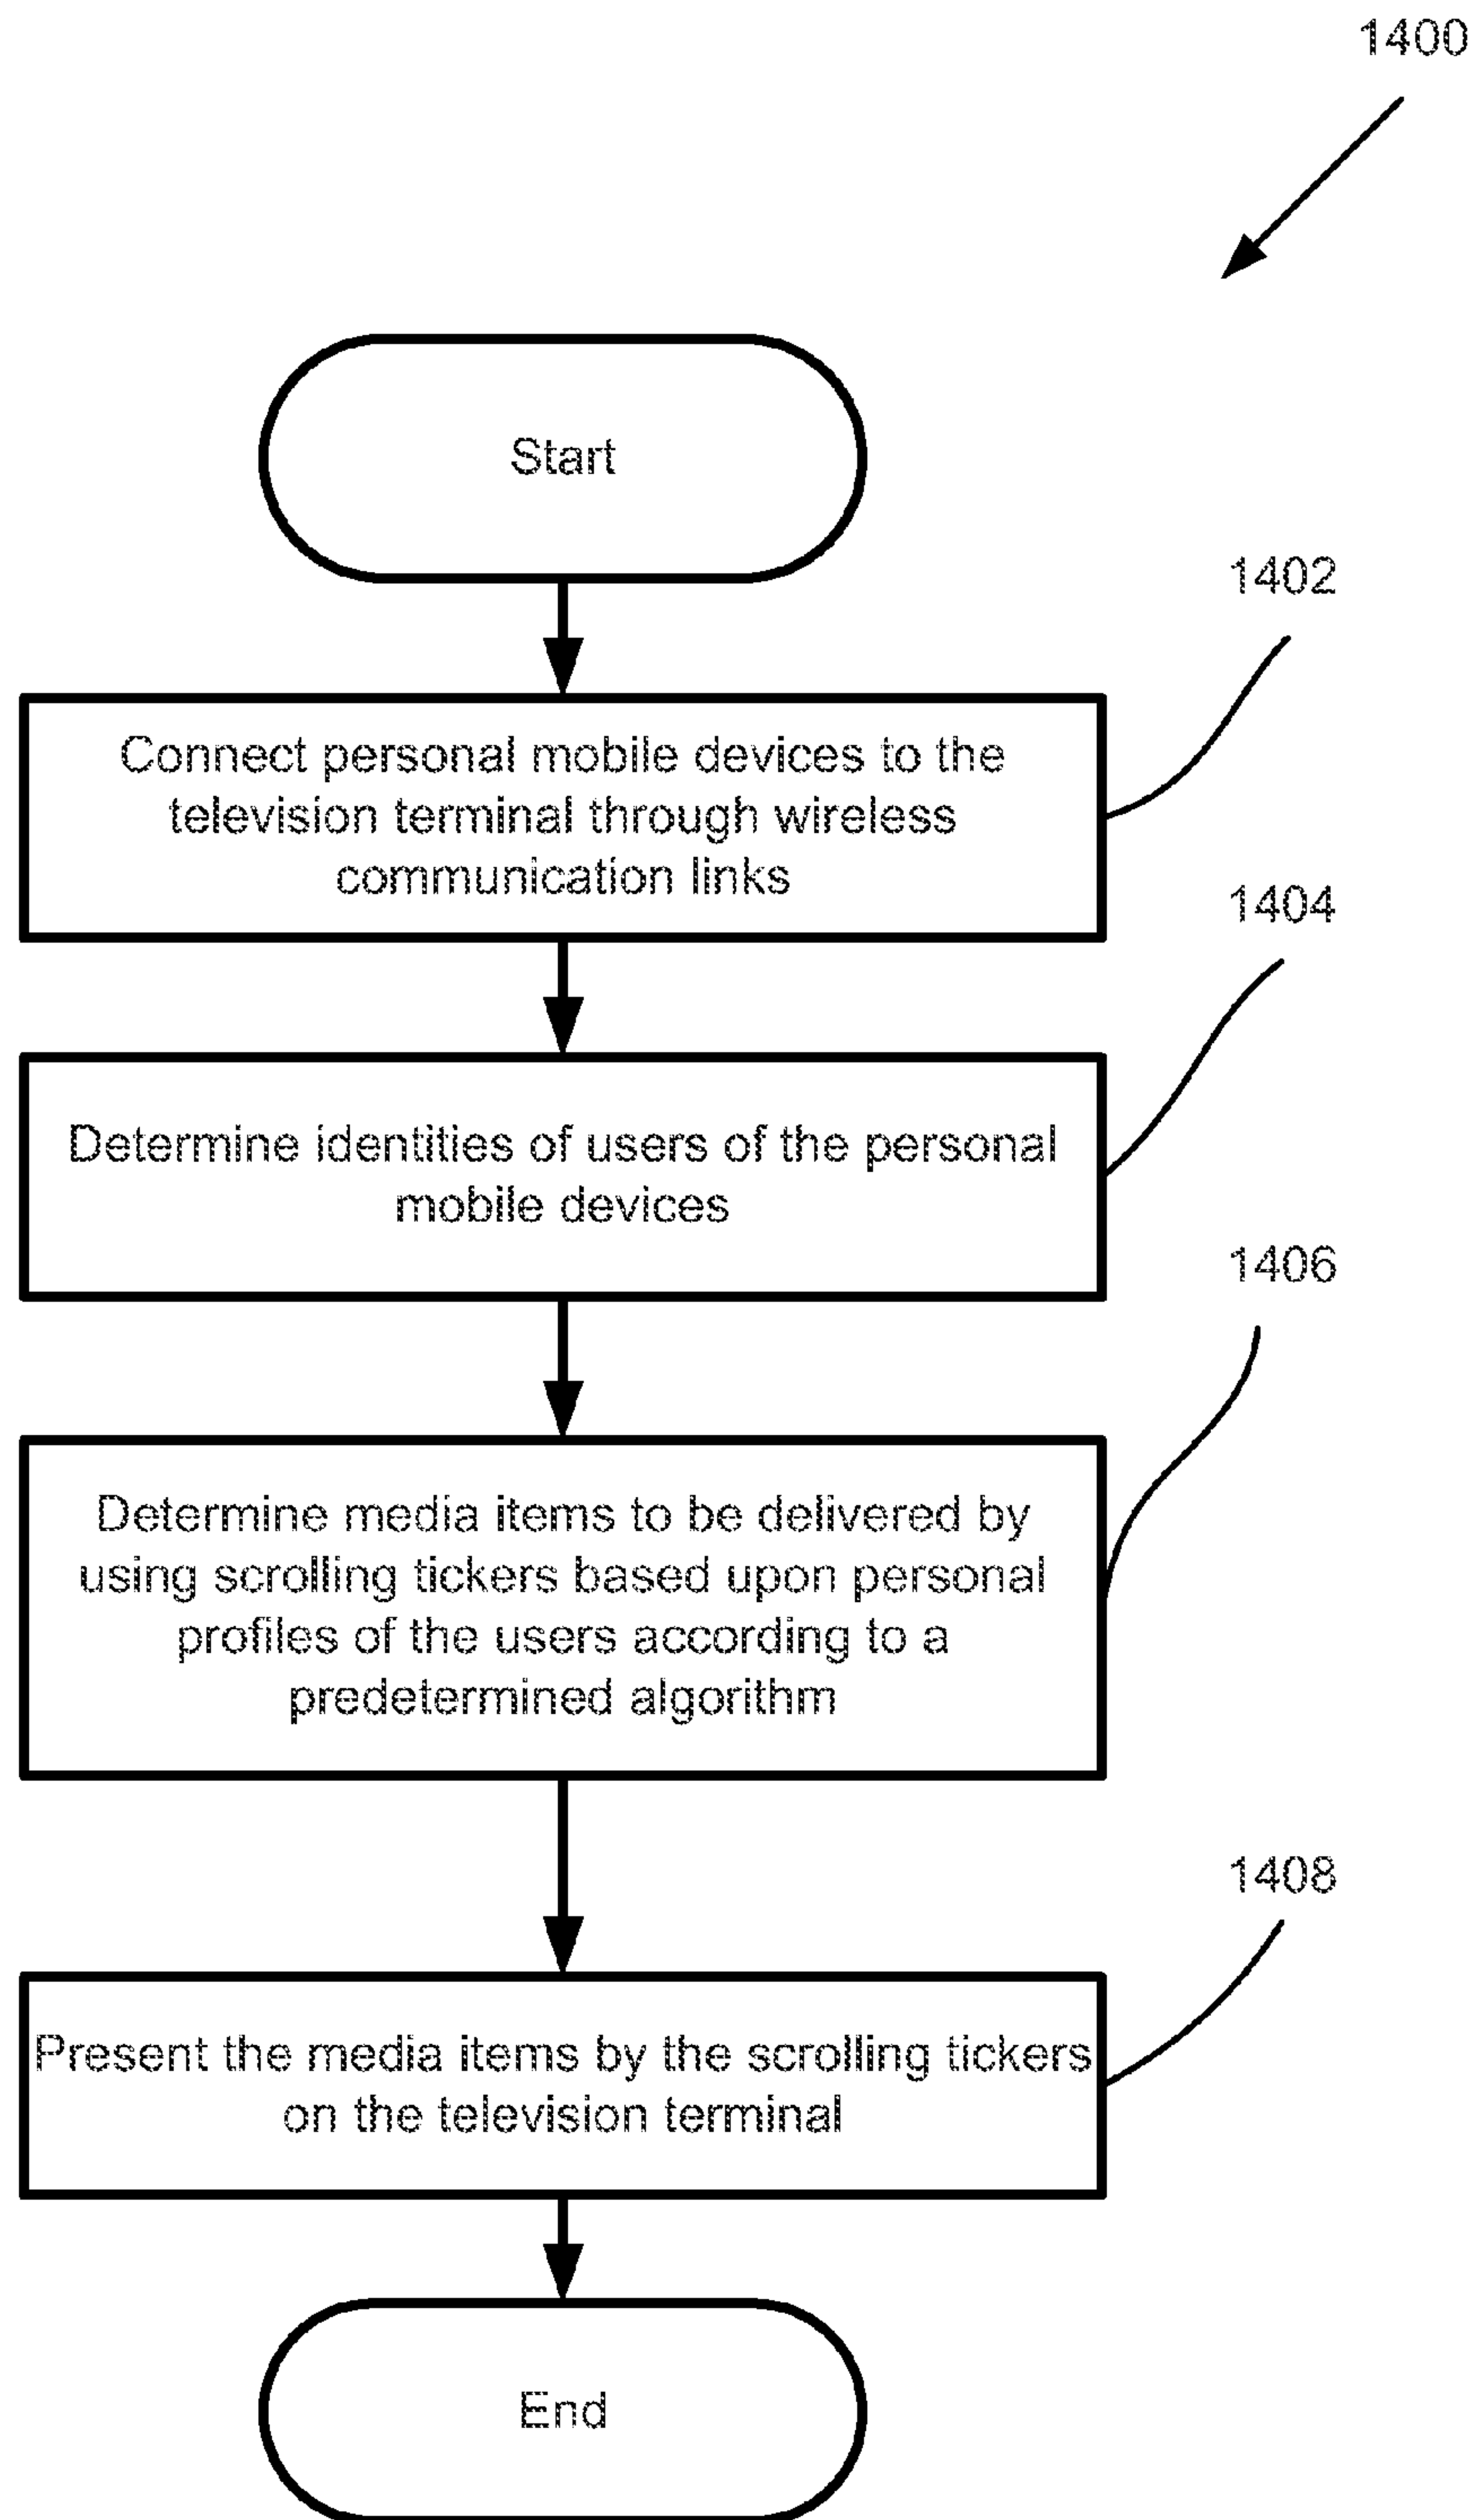 1400
Start
1402
Connect personal mobile devices to the
television terminal through wireless
communication links
1404
Determine identities of users of the personal
mobile devices
1406
Determine media items to be delivered by
using scrolling tickers based upon personal
profiles of the users according to a
predetermined algorithm
1408
Present the media items by the scrolling tickers
on the television terminal
End